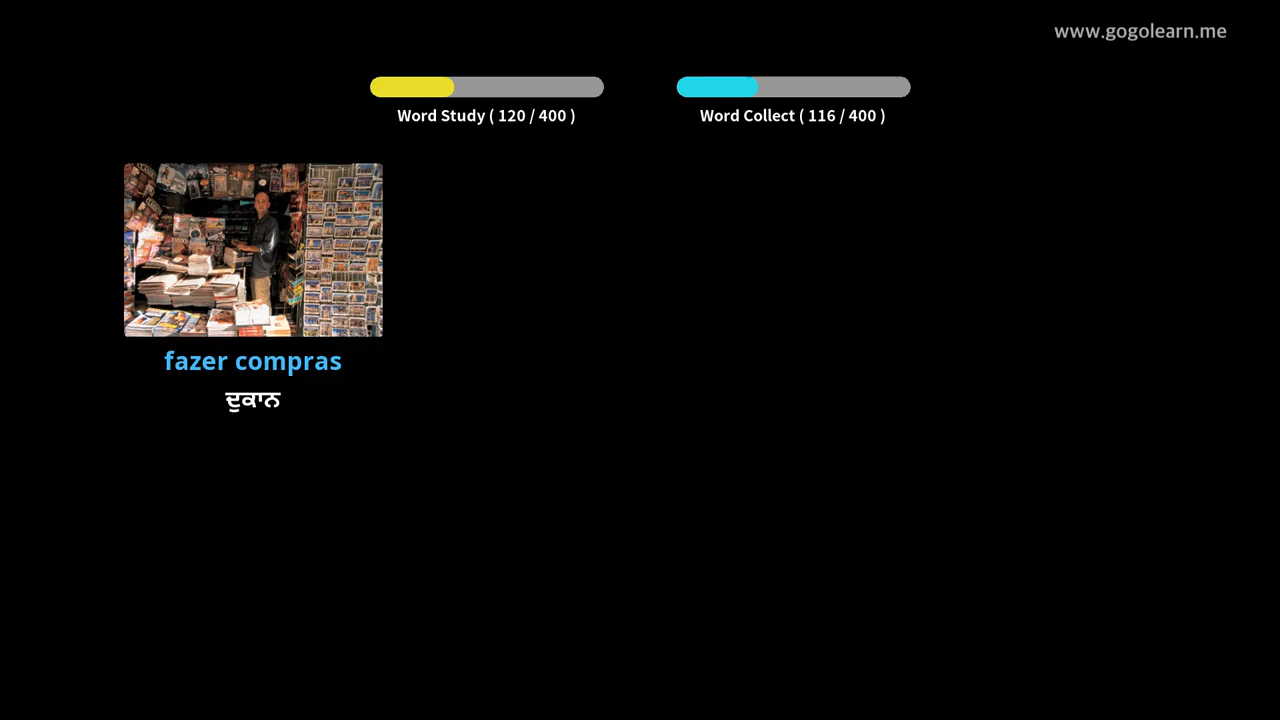 www.gogolearn.me
Word Study ( 120 / 400 )
Word Collect ( 116 / 400 )
fazer compras
ਦੁਕਾਨ